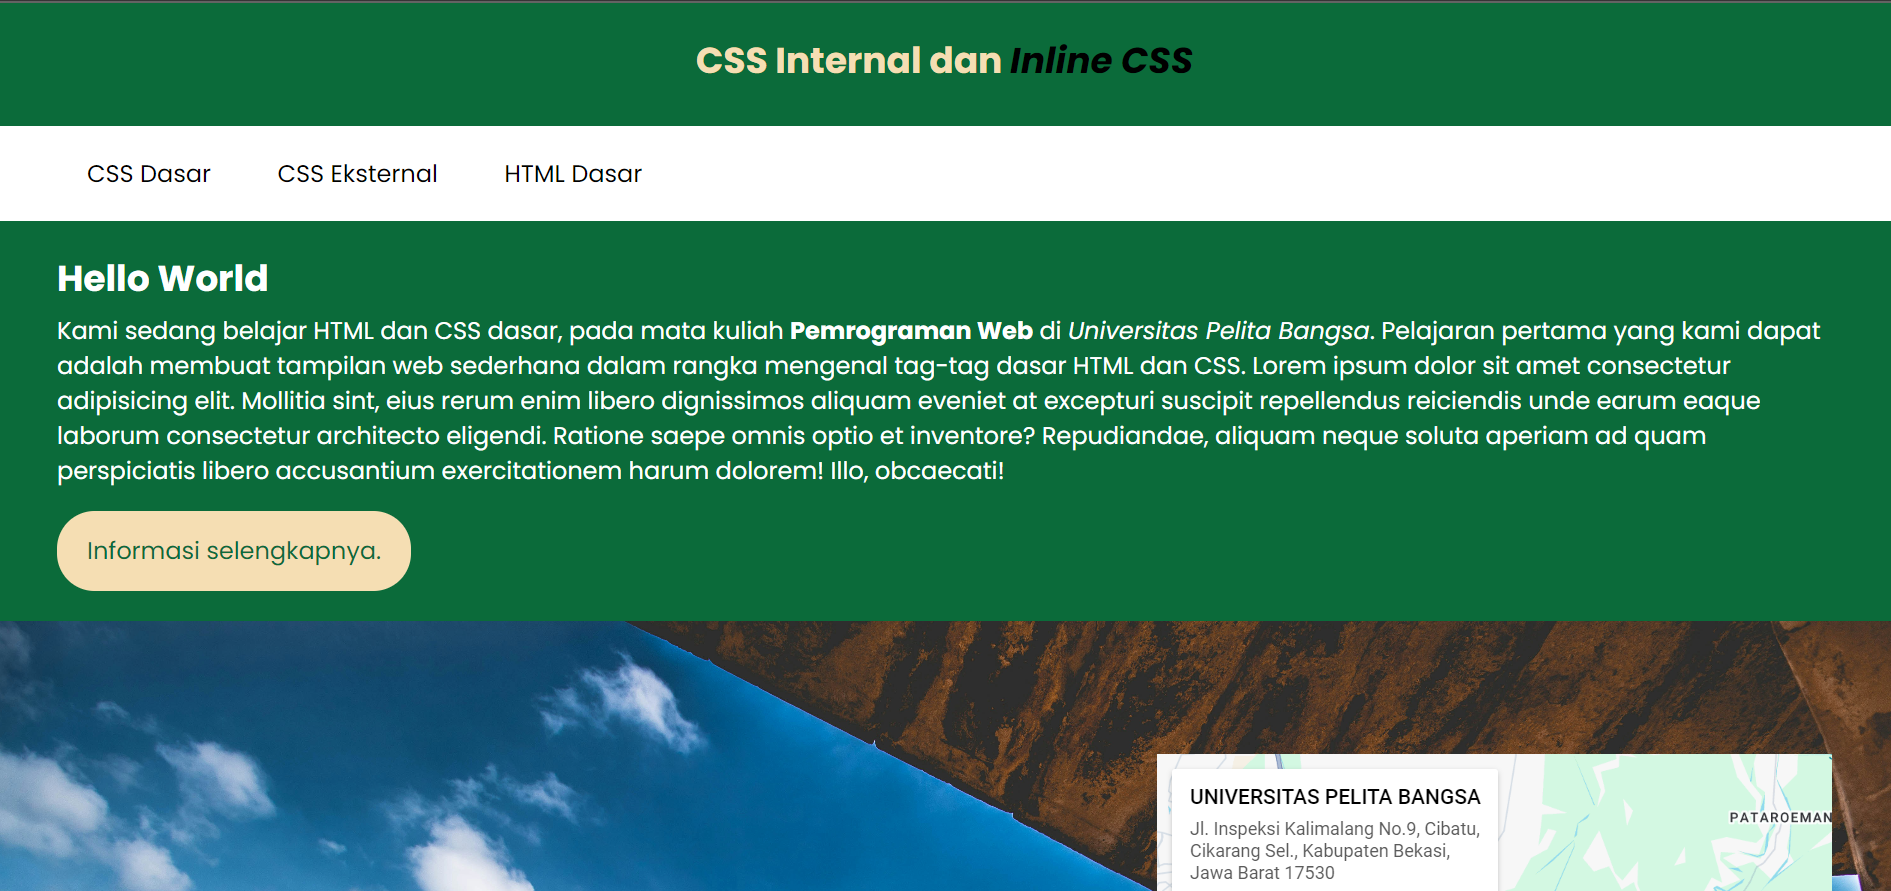 CSS Internal dan Inline CSS
CSS Dasar
CSS Eksternal
HTML Dasar
Hello World
Kami sedang belajar HTML dan CSS dasar, pada mata kuliah Pemrograman Web di Universitas Pelita Bangsa. Pelajaran pertama yang kami dapat
adalah membuat tampilan web sederhana dalam rangka mengenal tag-tag dasar HTML dan CSS. Lorem ipsum dolor sit amet consectetur
adipisicing elit. Mollitia sint, eius rerum enim libero dignissimos aliquam eveniet at excepturi suscipit repellendus reiciendis unde earum eaque
laborum consectetur architecto eligendi. Ratione saepe omnis optio et inventore? Repudiandae, aliquam neque soluta aperiam ad quam
perspiciatis libero accusantium exercitationem harum dolorem! Illo, obcaecati!
Informasi selengkapnya.
UNIVERSITAS PELITA BANGSA
Jl. Inspeksi Kalimalang No.9, Cibatu,
Cikarang Sel., Kabupaten Bekasi,
Jawa Barat 17530
PATAROEMAN